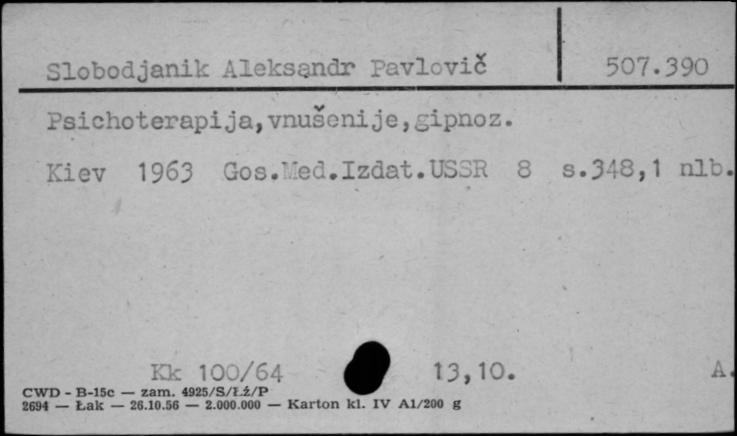 Slobodjanik Aleksandr Pavlovič 507.390
Psichoterapija,vnušenije,gipnoz.
Kiev 1963 Gos.Med.Izdat.USSR 8 s.348,1 nlb.
Kk 100/64 13,10. A.
CWD - B-15c — zam. 4925/S/Łż/P
2694 — Łak — 26.10.56 — 2.000.000 — Karton kl. IV A1/200 g